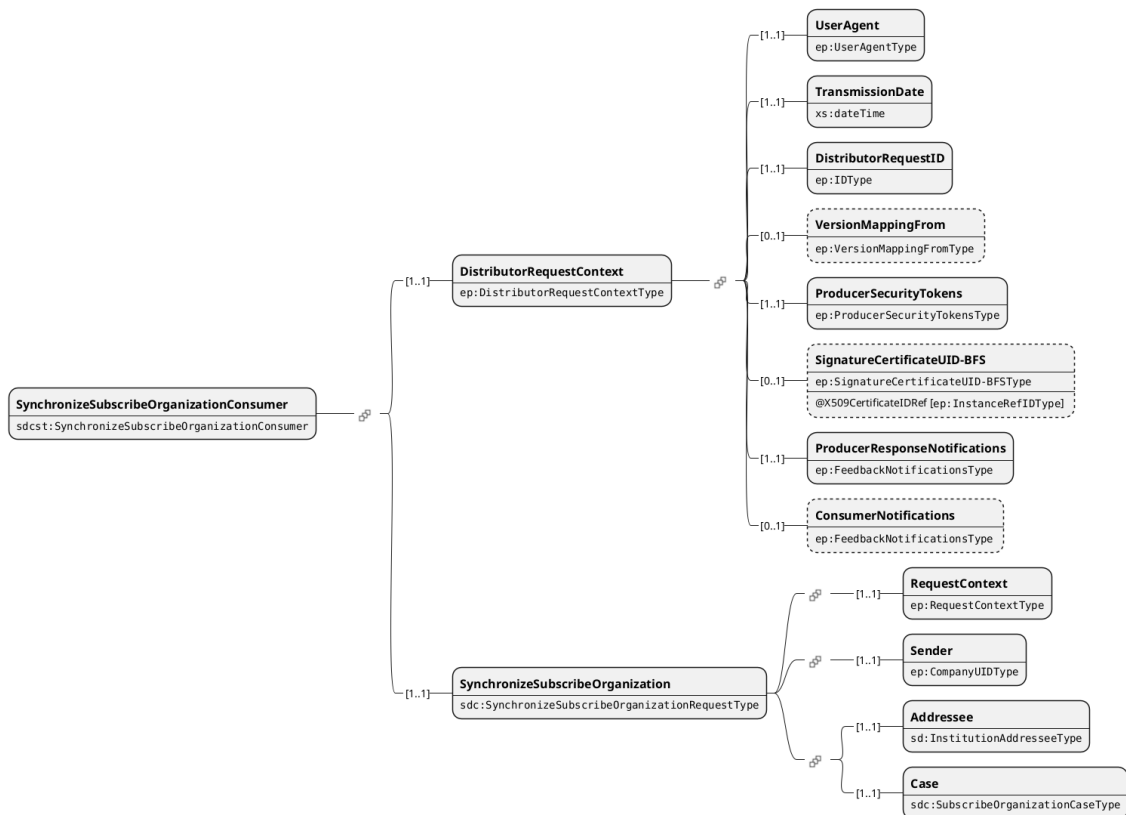 SynchronizeSubscribeOrganizationConsumer
sdcst:SynchronizeSubscribeOrganizationConsumer
[1..1]
DistributorRequestContext
ep:DistributorRequestContextType
[1..1]
UserAgent
ep:UserAgentType
[1..1]
TransmissionDate
xs:dateTime
[1..1]
DistributorRequestID
ep:IDType
[0..1]
VersionMappingFrom
ep:VersionMappingFromType
[1..1]
ProducerSecurityTokens
ep:ProducerSecurityTokensType
[0..1]
SignatureCertificateUID-BFS
ep:SignatureCertificateUID-BFSType
@X509CertificateIDRef [ep:InstanceRefIDType]
[1..1]
ProducerResponseNotifications
ep:FeedbackNotificationsType
[0..1]
ConsumerNotifications
ep:FeedbackNotificationsType
[1..1]
SynchronizeSubscribeOrganization
sdc:SynchronizeSubscribeOrganizationRequestType
[1..1]
RequestContext
ep:RequestContextType
[1..1]
Sender
ep:CompanyUIDType
[1..1]
Addressee
sd:InstitutionAddresseeType
[1..1]
Case
sdc:SubscribeOrganizationCaseType